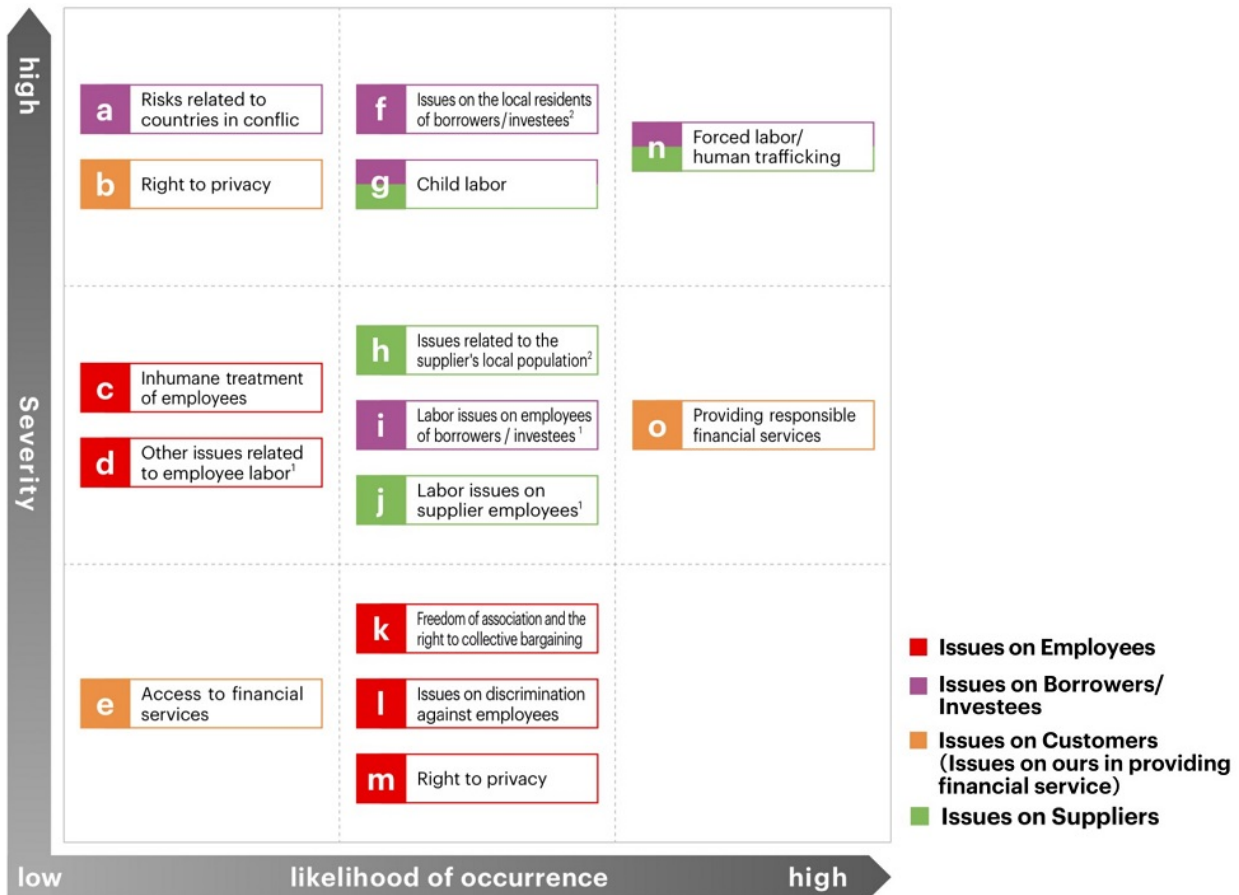 high
Severity
a
Risks related to
countries in conflic
b
Right to privacy
f
Issues on the local residents
of borrowers/investees²
g
Child labor
n
Forced labor/
human trafficking
c
Inhumane treatment
of employees
d
Other issues related
to employee labor¹
h
Issues related to the
supplier's local population²
i
Labor issues on employees
of borrowers / investees¹
j
Labor issues on
supplier employees¹
o
Providing responsible
financial services
e
Access to financial
services
k
Freedom of association and the
right to collective bargaining
l
Issues on discrimination
against employees
m
Right to privacy
low
likelihood of occurrence
high
Issues on Employees
Issues on Borrowers/
Investees
Issues on Customers
(Issues on ours in providing
financial service)
Issues on Suppliers